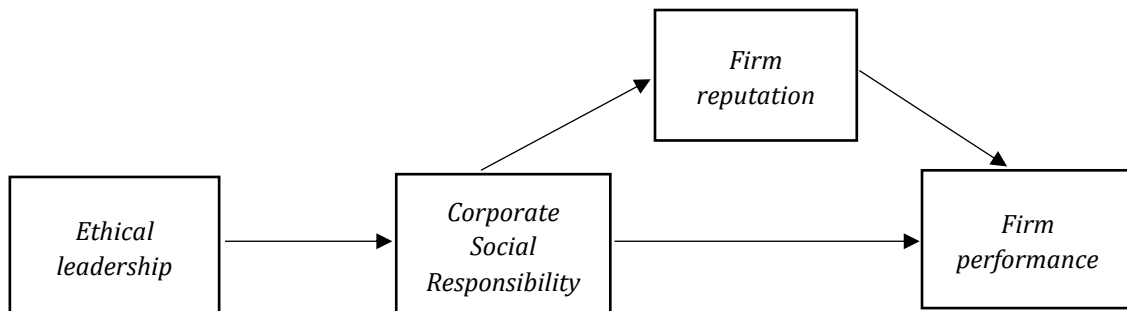 Firm
reputation
Ethical
leadership
Corporate
Social
Responsibility
Firm
performance